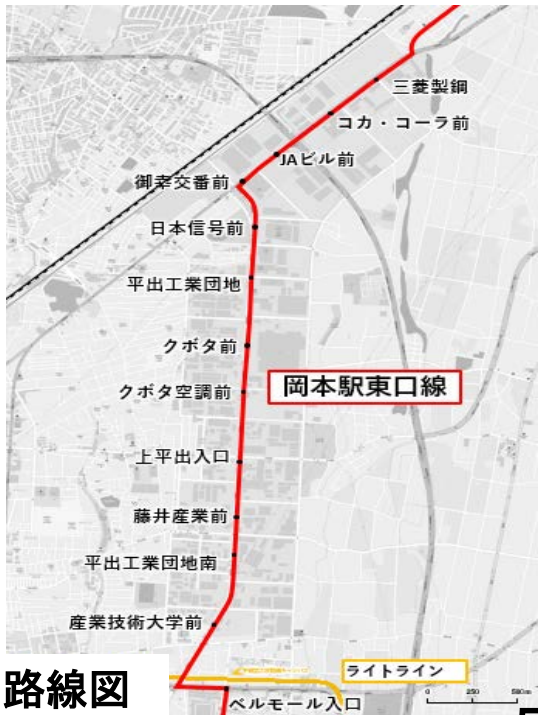 三菱製鋼
コカ・コーラ前
JAビル前
御幸交番前
日本信号前
平出工業団地
クボタ前
クボタ空調前
岡本駅東口線
上平出入口
藤井産業前
平出工業団地南
産業技術大学前
ライトライン
路線図
ベルモール入口
0 250 500m